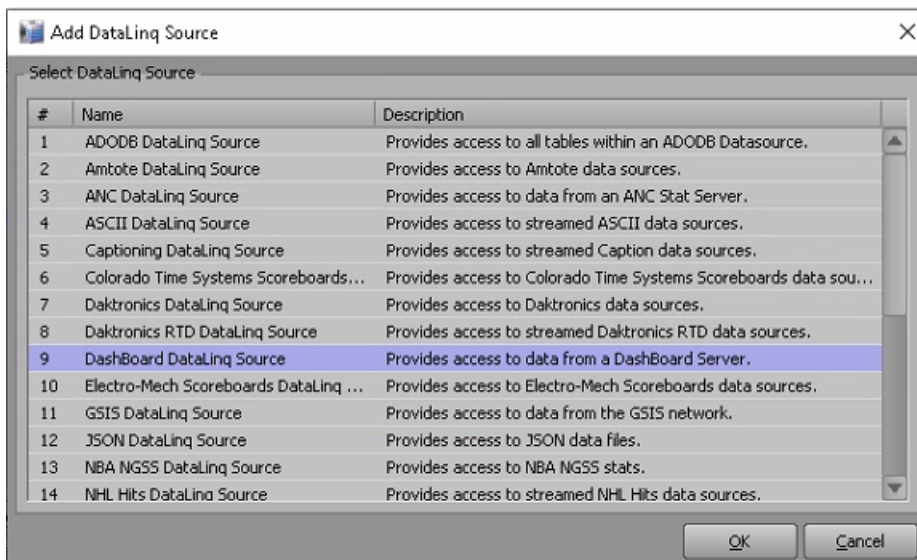 Add DataLinq Source
Select DataLinq Source
# Name Description
1 ADODB DataLinq Source Provides access to all tables within an ADODB Datasource.
2 Amtote DataLinq Source Provides access to Amtote data sources.
3 ANC DataLinq Source Provides access to data from an ANC Stat Server.
4 ASCII DataLinq Source Provides access to streamed ASCII data sources.
5 Captioning DataLinq Source Provides access to streamed Caption data sources.
6 Colorado Time Systems Scoreboards... Provides access to Colorado Time Systems Scoreboards data sou...
7 Daktronics DataLinq Source Provides access to Daktronics data sources.
8 Daktronics RTD DataLinq Source Provides access to streamed Daktronics RTD data sources.
9 DashBoard DataLinq Source Provides access to data from a DashBoard Server.
10 Electro-Mech Scoreboards DataLinq ... Provides access to Electro-Mech Scoreboards data sources.
11 GSIS DataLinq Source Provides access to data from the GSIS network.
12 JSON DataLinq Source Provides access to JSON data files.
13 NBA NGSS DataLinq Source Provides access to NBA NGSS stats.
14 NHL Hits DataLinq Source Provides access to streamed NHL Hits data sources.
OK Cancel